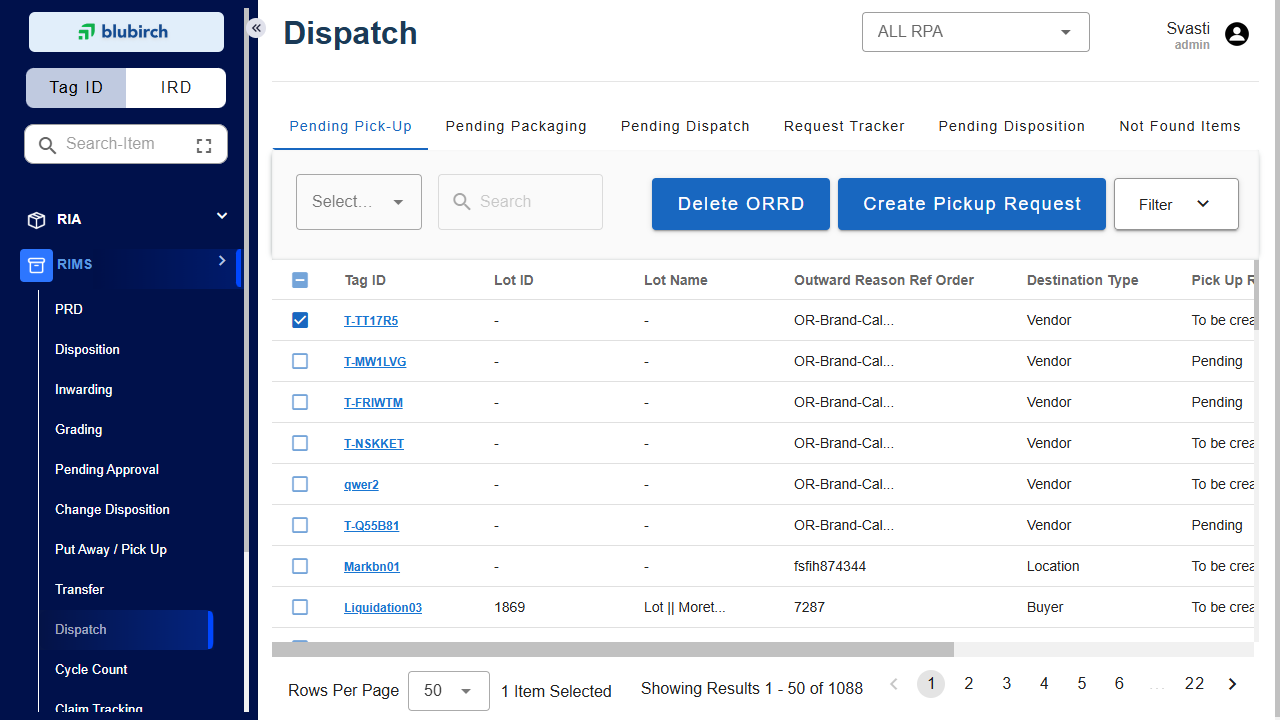 blubirch
Tag ID IRD
Search-Item
RIA
RIMS
PRD
Disposition
Inwarding
Grading
Pending Approval
Change Disposition
Put Away / Pick Up
Transfer
Dispatch
Cycle Count
Claim Tracking
Dispatch
ALL RPA
Svasti
admin
Pending Pick-Up Pending Packaging Pending Dispatch Request Tracker Pending Disposition Not Found Items
Select... Search Delete ORRD Create Pickup Request Filter
Tag ID Lot ID Lot Name Outward Reason Ref Order Destination Type Pick Up R
T-TT17R5 - - OR-Brand-Cal... Vendor To be crea
T-MW1LVG - - OR-Brand-Cal... Vendor Pending
T-FRIWTM - - OR-Brand-Cal... Vendor Pending
T-NSKKET - - OR-Brand-Cal... Vendor To be crea
qwer2 - - OR-Brand-Cal... Vendor To be crea
T-Q55B81 - - OR-Brand-Cal... Vendor Pending
Markbn01 - - fsfih874344 Location To be crea
Liquidation03 1869 Lot || Moret... 7287 Buyer To be crea
Rows Per Page 50 1 Item Selected Showing Results 1 - 50 of 1088 1 2 3 4 5 6 ... 22